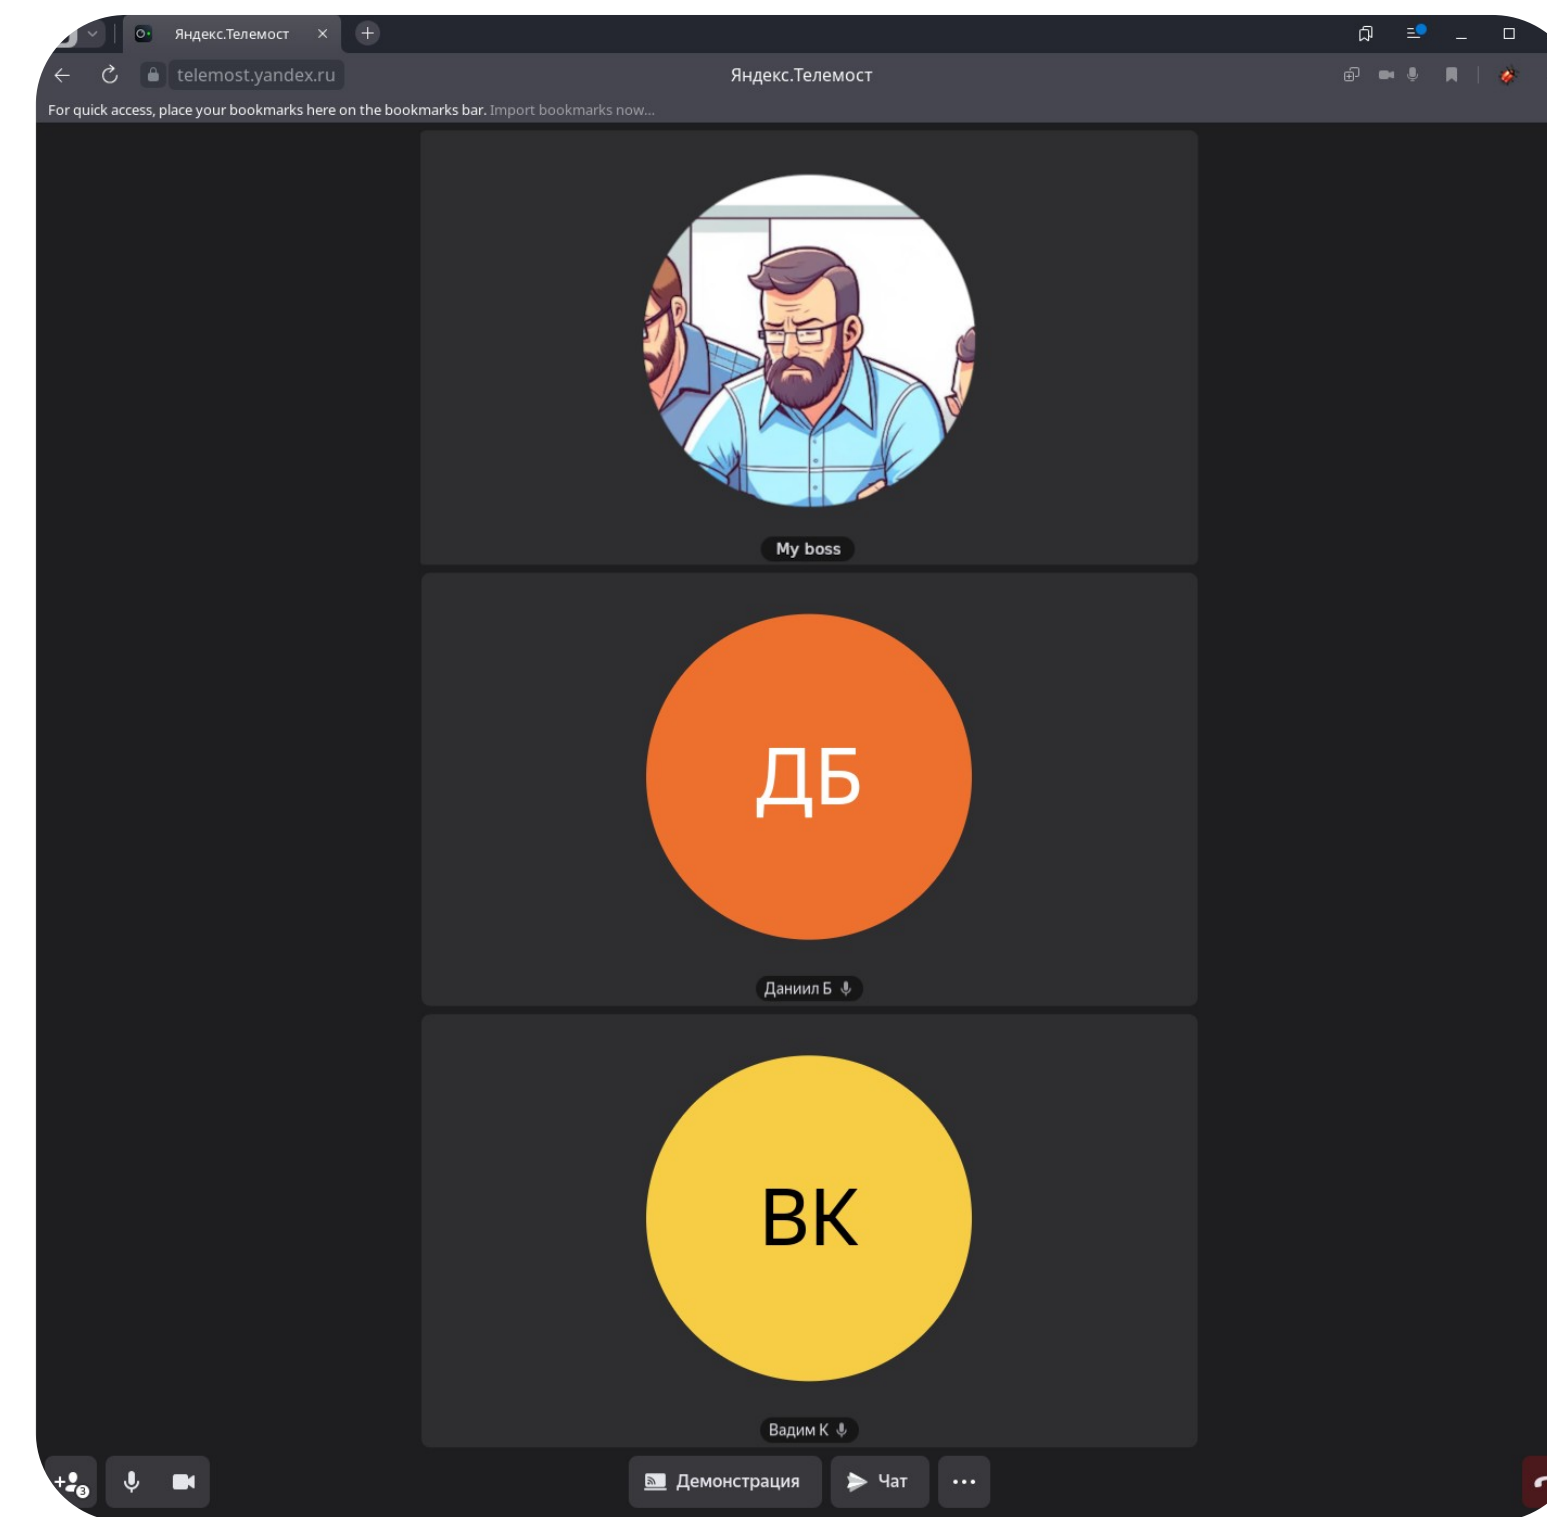 Яндекс.Телемост
telemost.yandex.ru
Яндекс.Телемост
For quick access, place your bookmarks here on the bookmarks bar. Import bookmarks now...
My boss
ДБ
Даниил Б
ВК
Вадим К
3
Демонстрация
Чат